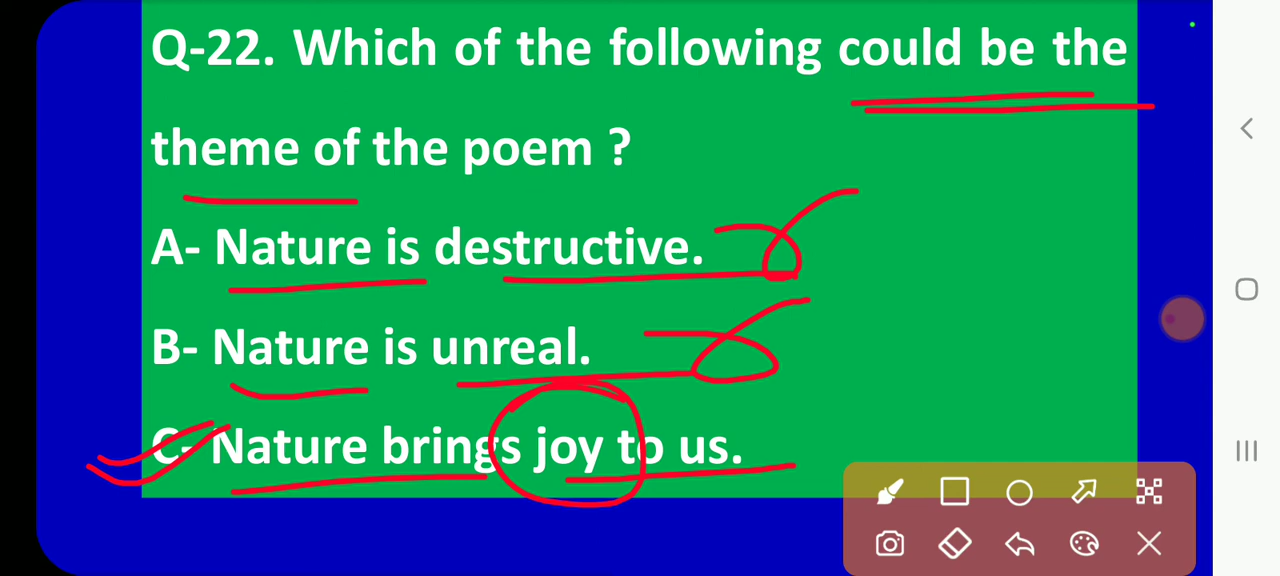 Q-22. Which of the following could be the
theme of the poem ?
A- Nature is destructive.
B- Nature is unreal.
C- Nature brings joy to us.